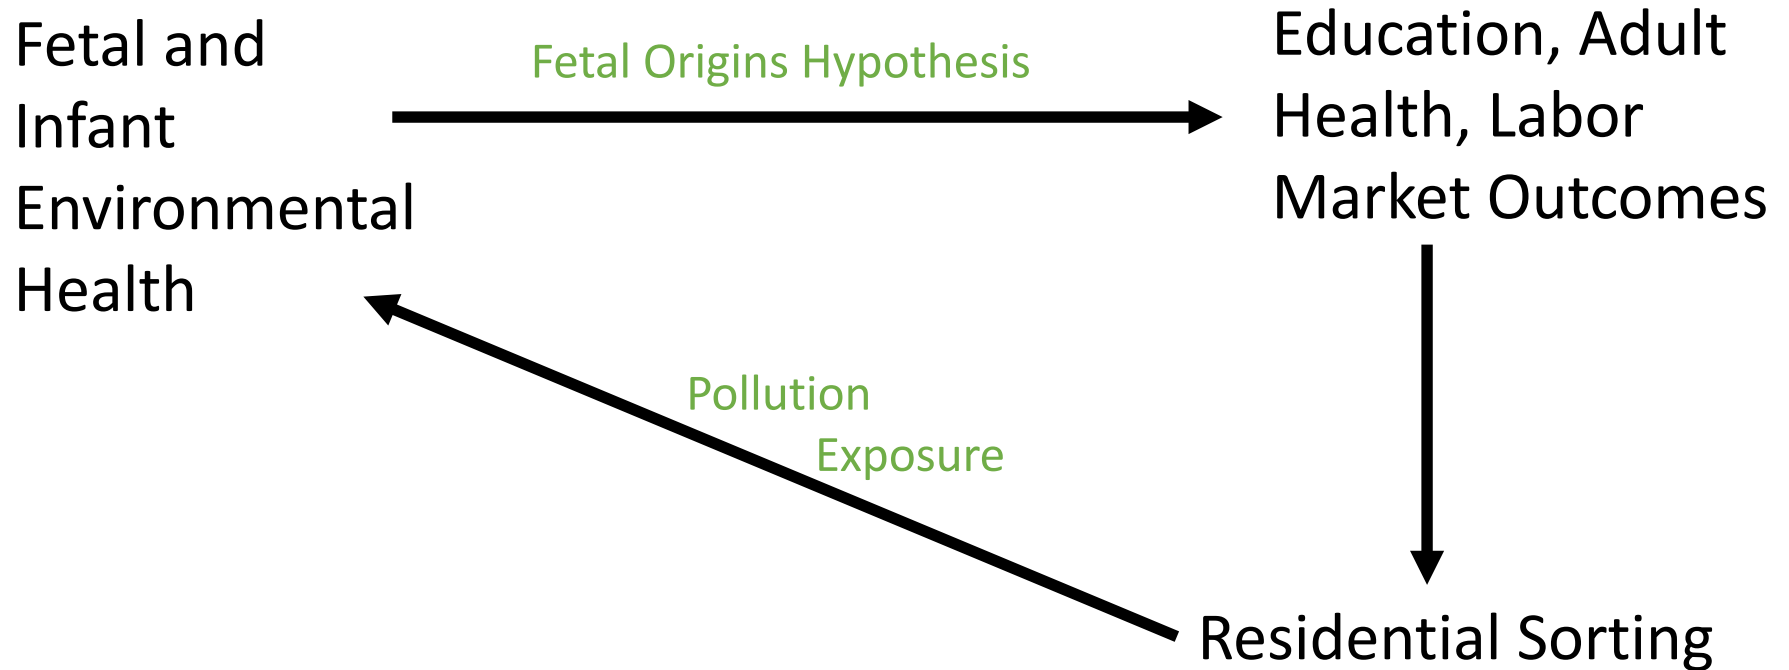 Fetal and
Infant
Environmental
Health
Fetal Origins Hypothesis
Education, Adult
Health, Labor
Market Outcomes
Pollution
Exposure
Residential Sorting